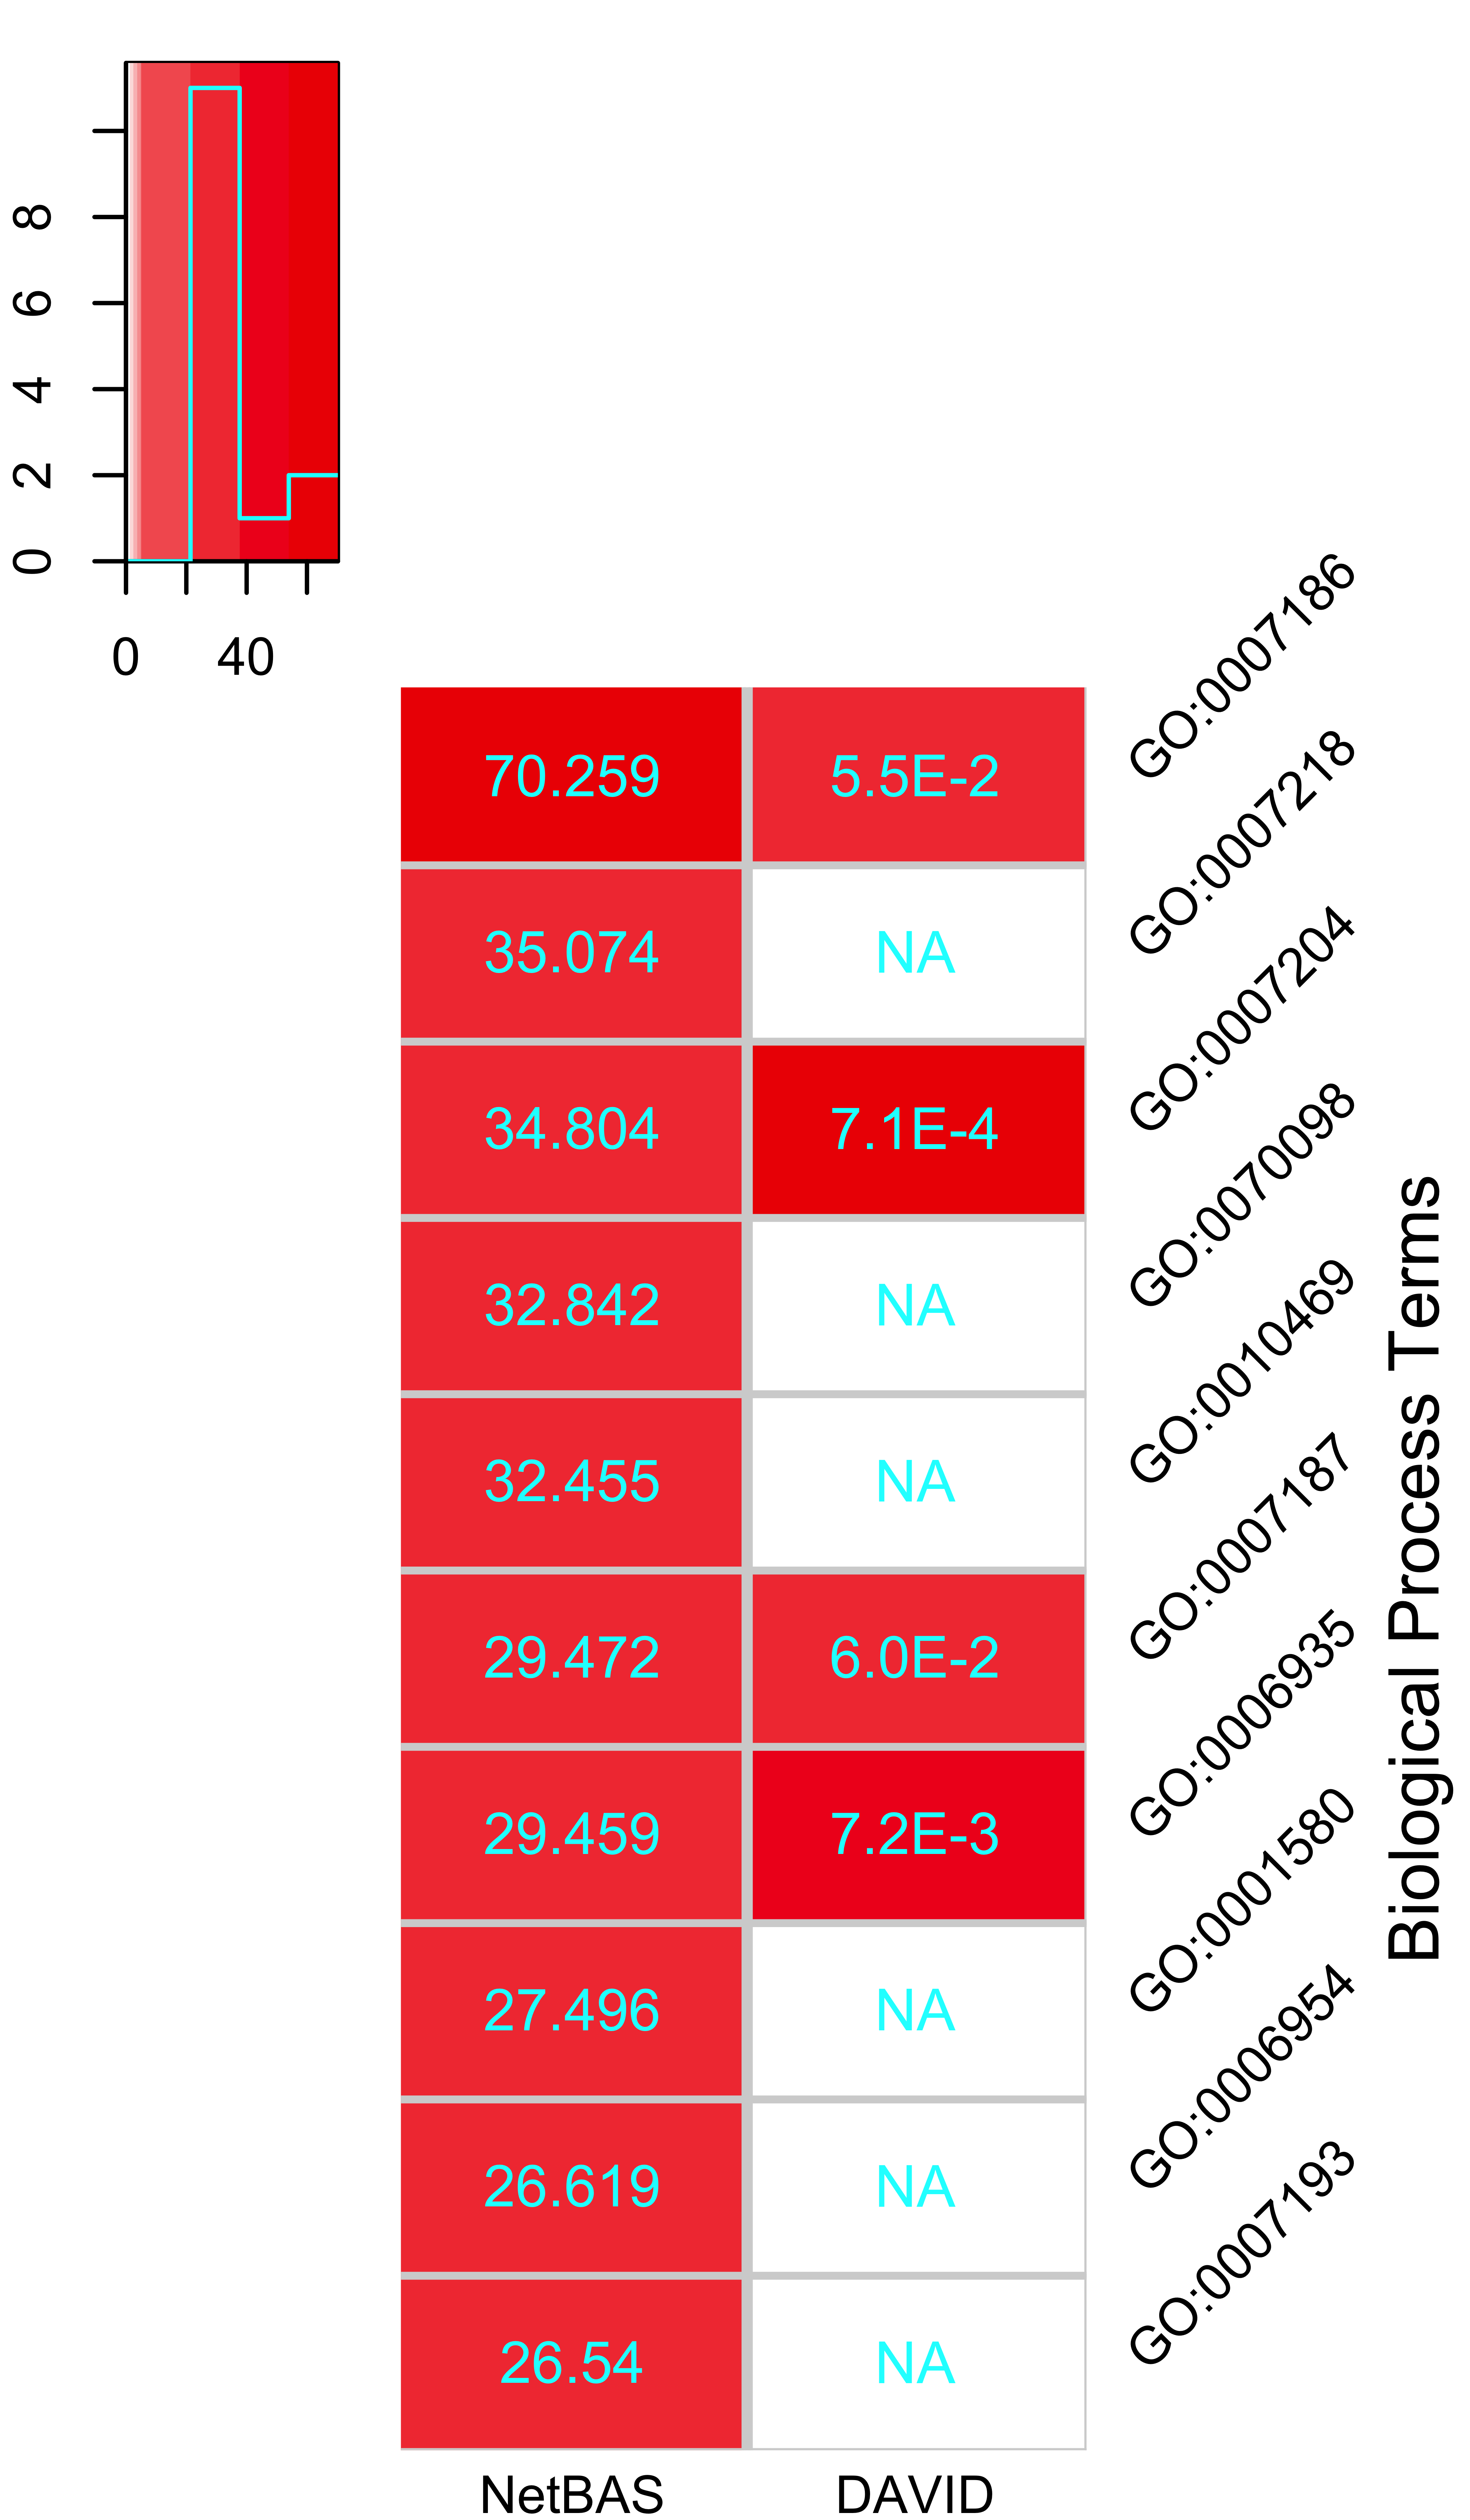 8
6
4
2
0
0 40
GO:0007186
70.259 5.5E-2
GO:0007218
35.074 NA
GO:0007204
34.804 7.1E-4
GO:0070098
32.842 NA
GO:0010469
32.455 NA
GO:0007187
29.472 6.0E-2
GO:0006935
29.459 7.2E-3
GO:0001580
27.496 NA
GO:0006954
26.619 NA
GO:0007193
26.54 NA
NetBAS DAVID
Biological Process Terms